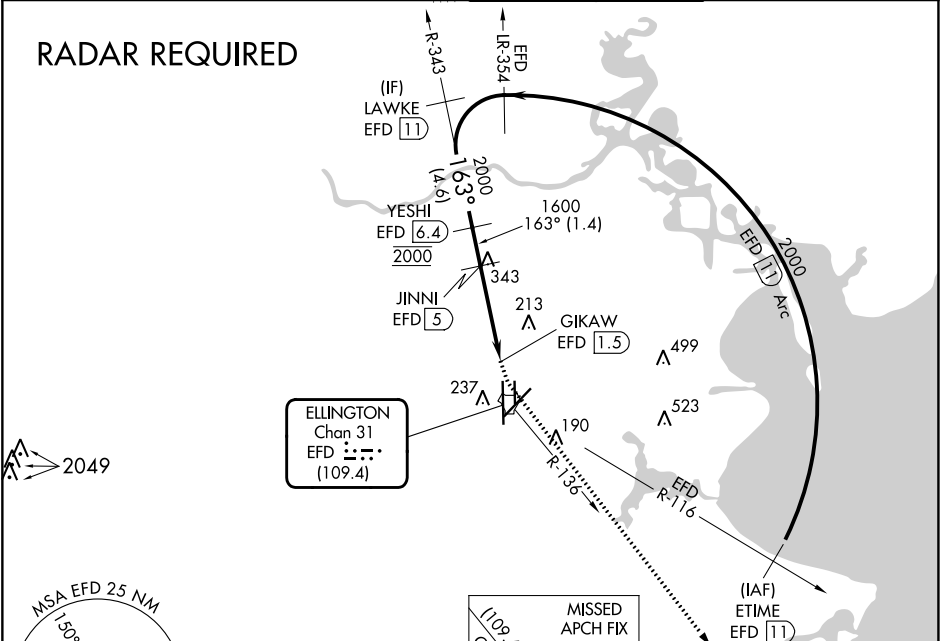 RADAR REQUIRED
R-343
EFD
LR-354
(IF)
LAWKE
EFD 11
2000
163°
(4.6)
YESHI
EFD 6.4
2000
1600
163° (1.4)
343
JINNI
EFD 5
213
GIKAW
EFD 1.5
2000
EFD 11 Arc
499
523
237
190
ELLINGTON
Chan 31
EFD
(109.4)
R-136
EFD
R-116
2049
(IAF)
ETIME
EFD 11
MSA EFD 25 NM
150°
MISSED
APCH FIX